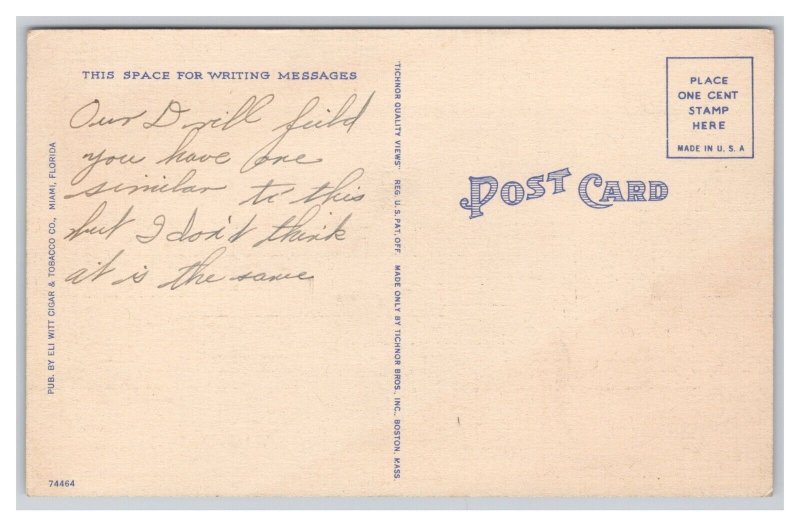 THIS SPACE FOR WRITING MESSAGES
Our Drill field
you have one
similar to this
but I don't think
it is the same
PUB. BY ELI WITT CIGAR & TOBACCO CO., MIAMI, FLORIDA
74464
"TICHNOR QUALITY VIEWS" REG. U. S. PAT. OFF. MADE ONLY BY TICHNOR BROS., INC., BOSTON, MASS.
POST CARD
PLACE
ONE CENT
STAMP
HERE
MADE IN U. S. A